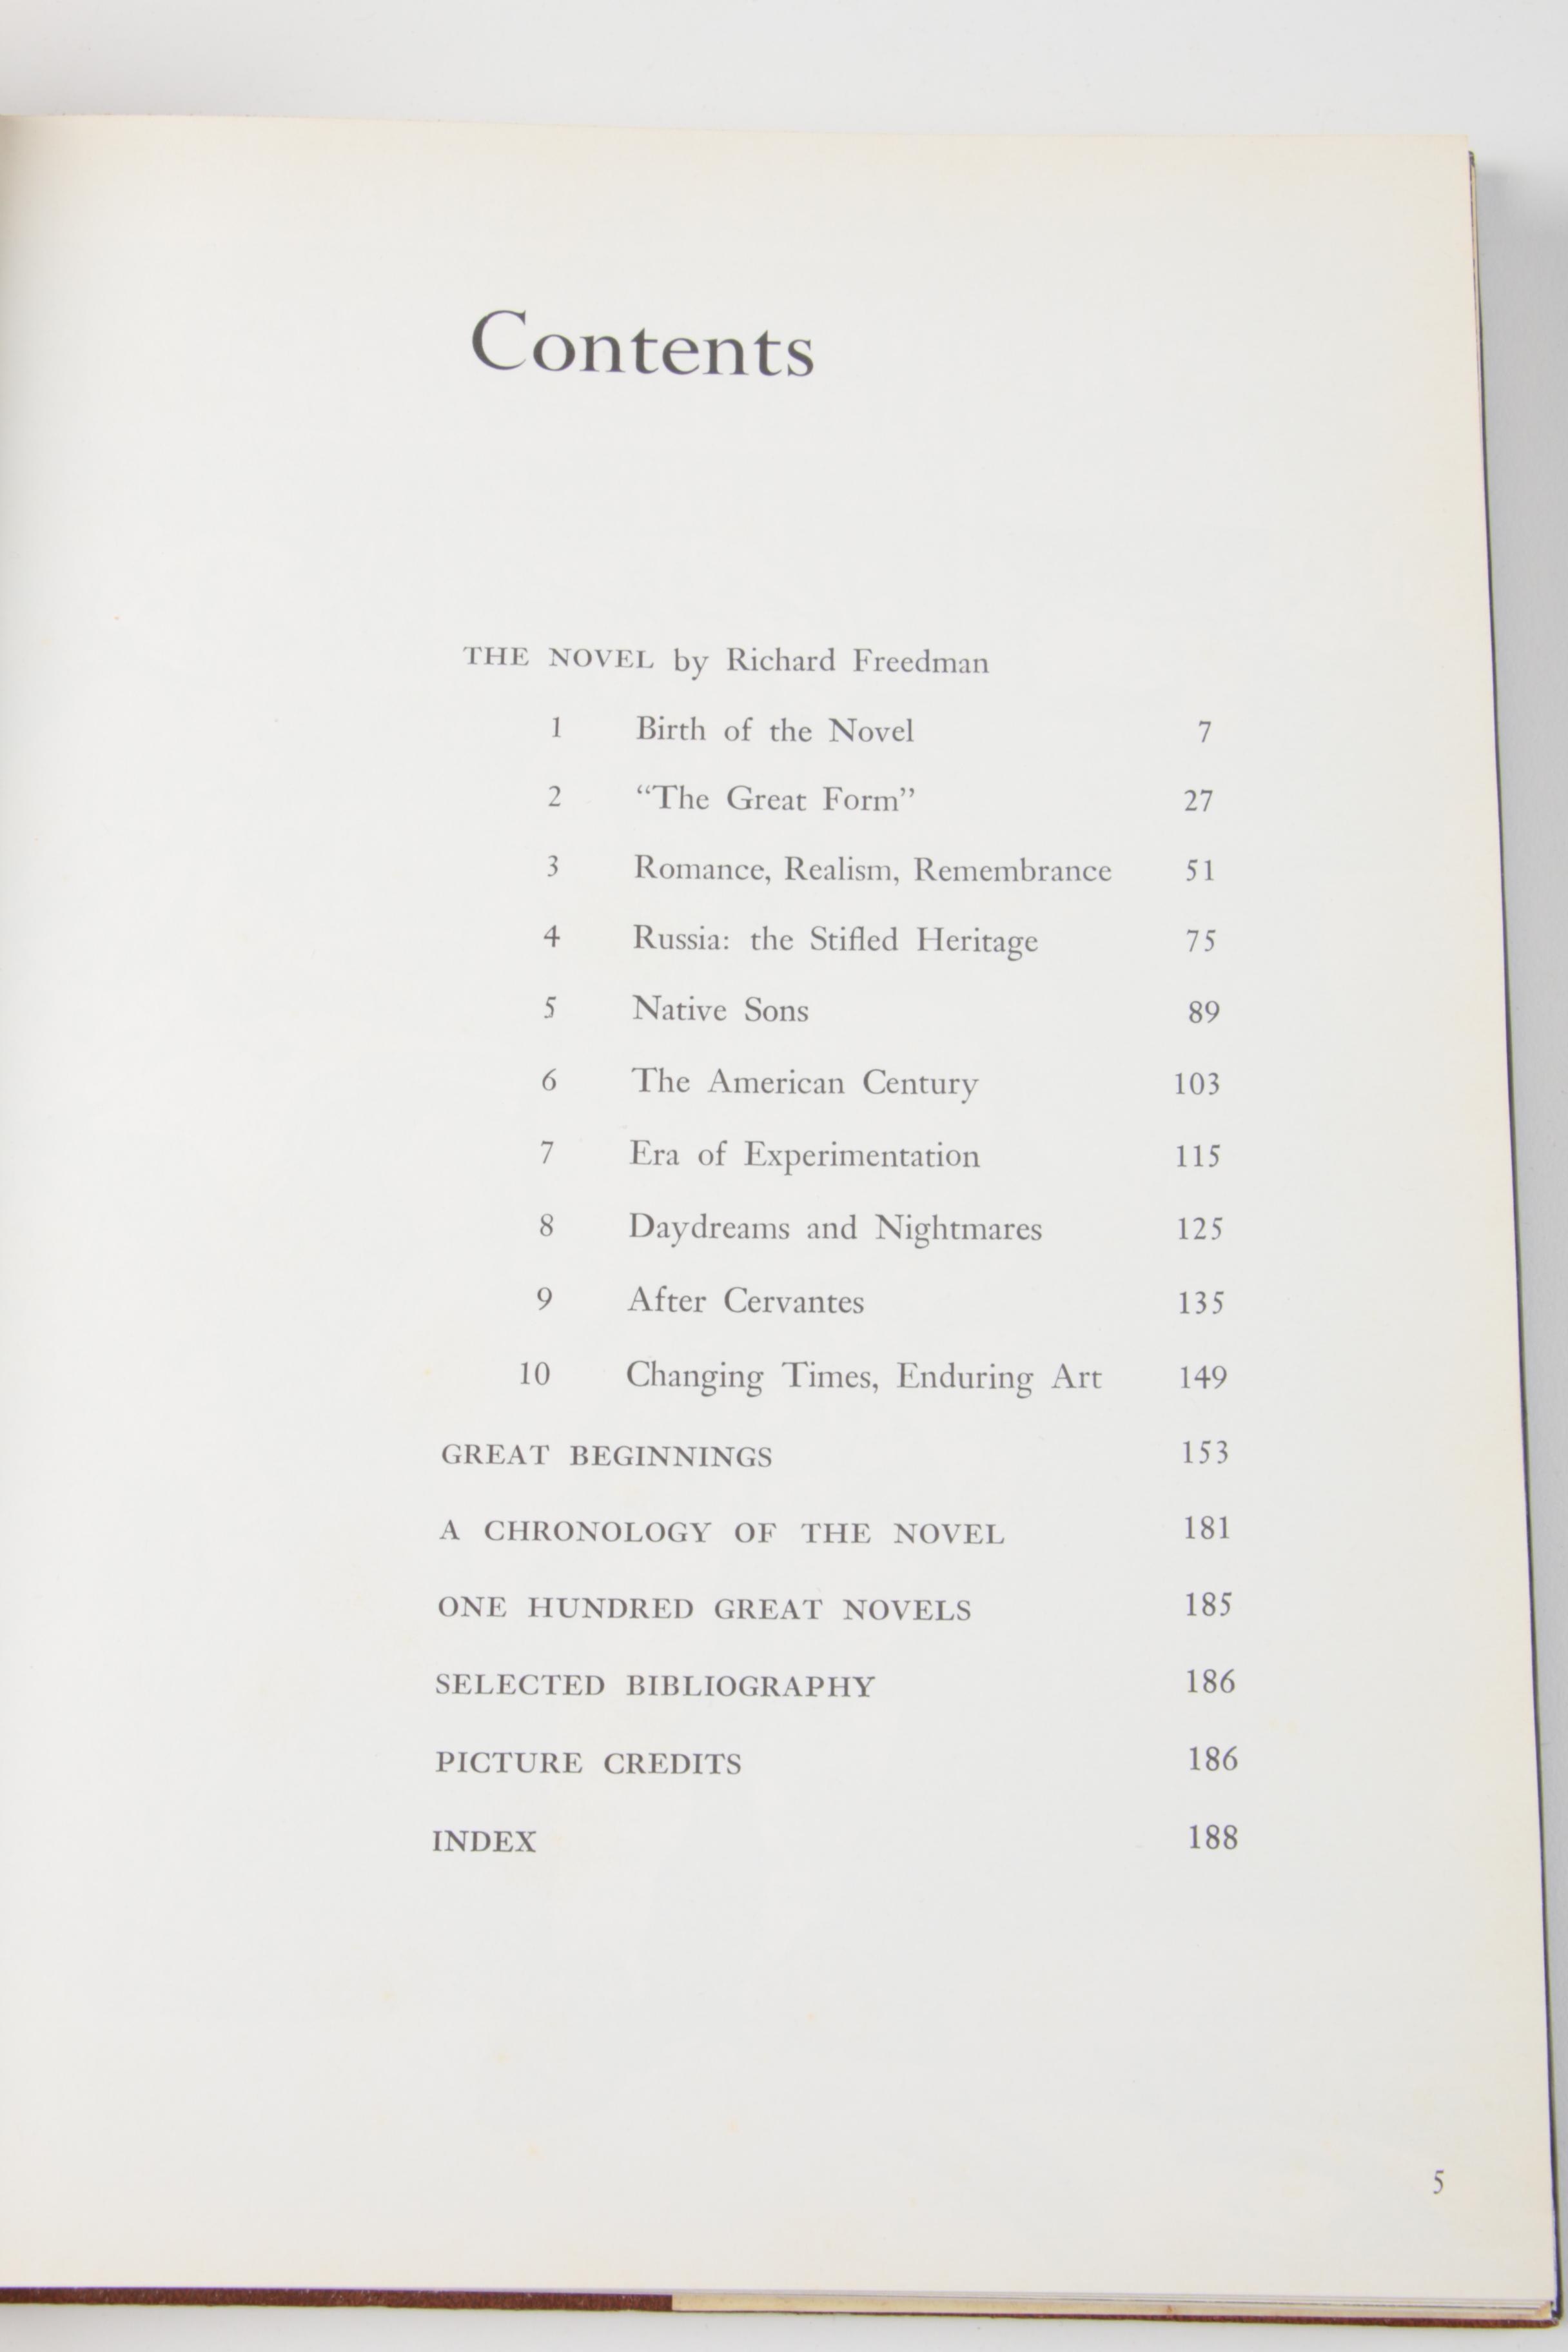 Contents
THE NOVEL by Richard Freedman
1 Birth of the Novel 7
2 “The Great Form” 27
3 Romance, Realism, Remembrance 51
4 Russia: the Stifled Heritage 75
5 Native Sons 89
6 The American Century 103
7 Era of Experimentation 115
8 Daydreams and Nightmares 125
9 After Cervantes 135
10 Changing Times, Enduring Art 149
GREAT BEGINNINGS 153
A CHRONOLOGY OF THE NOVEL 181
ONE HUNDRED GREAT NOVELS 185
SELECTED BIBLIOGRAPHY 186
PICTURE CREDITS 186
INDEX 188
5